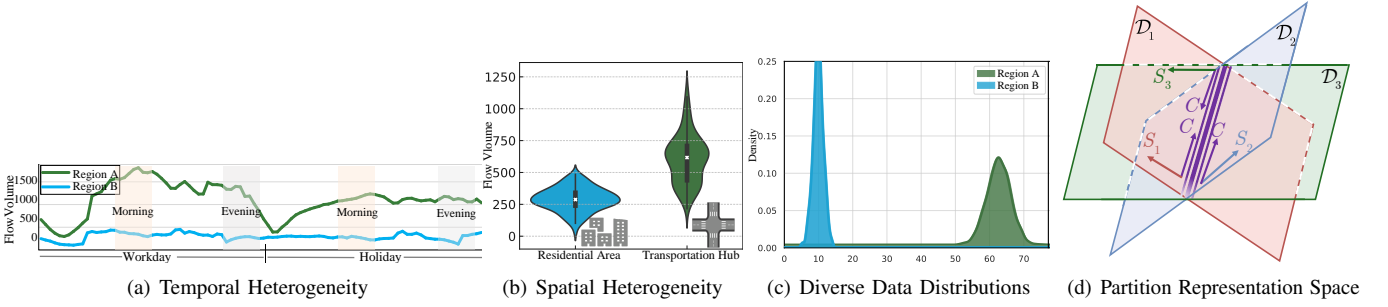 Flow Volume
1500
1000
500
0
Region A
Region B
Morning
Evening
Morning
Evening
Workday
Holiday
(a) Temporal Heterogeneity
Flow Vloume
1250
1000
750
500
250
0
Residential Area
Transportation Hub
(b) Spatial Heterogeneity
Density
0.25
0.20
0.15
0.10
0.05
0.00
0
10
20
30
40
50
60
70
Region A
Region B
(c) Diverse Data Distributions
𝒟₁
𝒟₂
𝒟₃
S₃
C
C
C
S₁
S₂
(d) Partition Representation Space